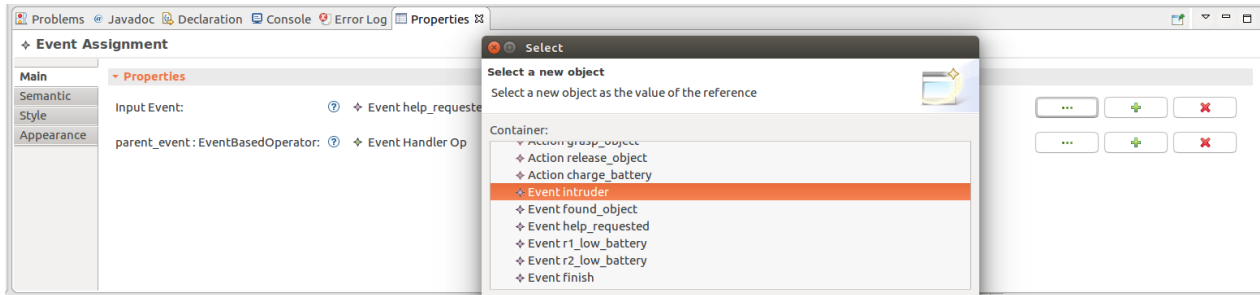 Problems @ Javadoc Declaration Console Error Log Properties
Event Assignment
Select
Main
Properties
Select a new object
Select a new object as the value of the reference
Semantic
Input Event:
Event help_requeste
...
Style
Container:
Appearance
parent_event : EventBasedOperator:
Event Handler Op
...
Action grasp_object
Action release_object
Action charge_battery
Event intruder
Event found_object
Event help_requested
Event r1_low_battery
Event r2_low_battery
Event finish